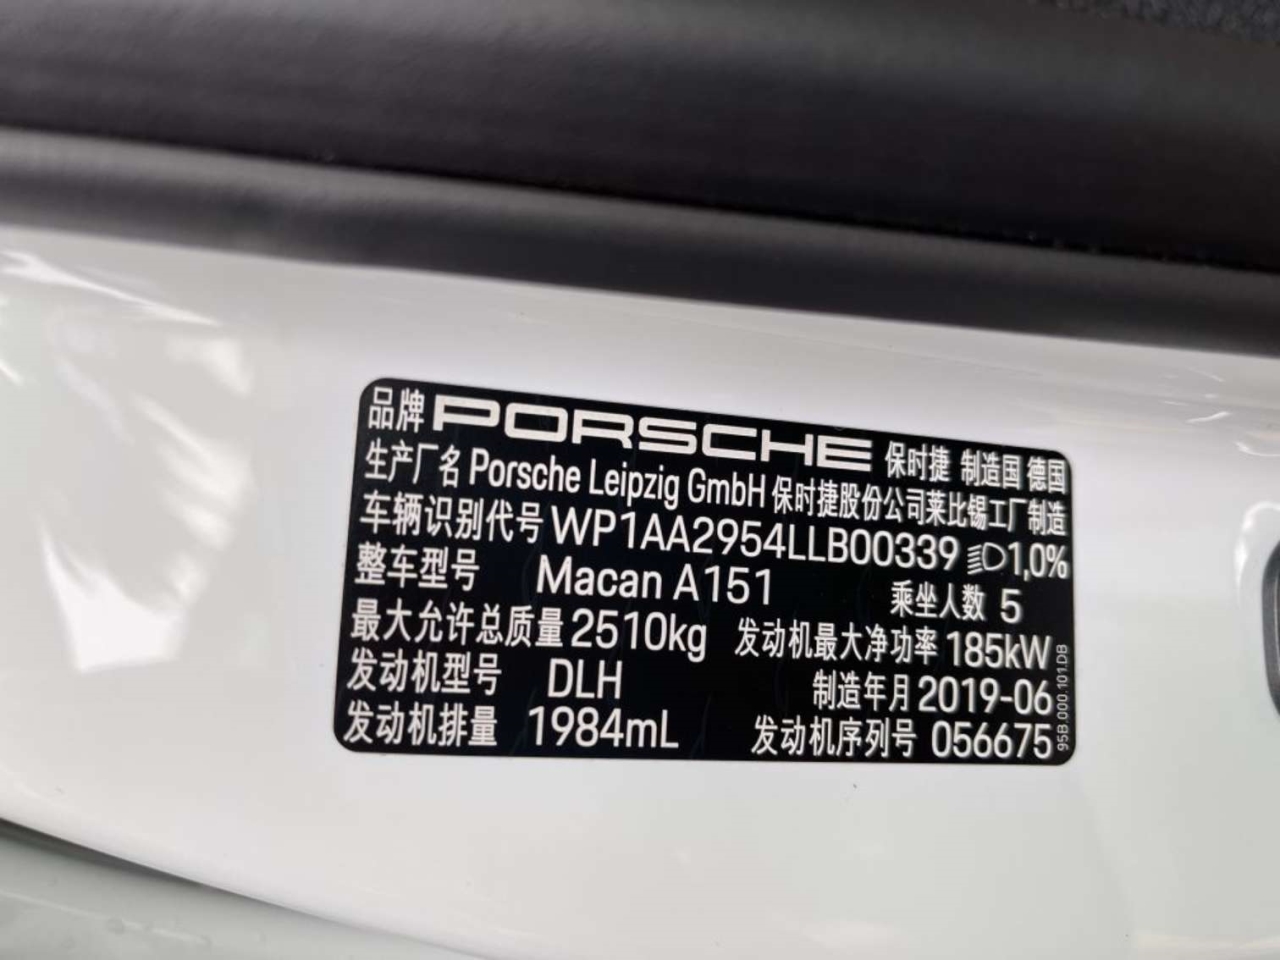 品牌 PORSCHE 保时捷 制造国 德国
生产厂名 Porsche Leipzig GmbH 保时捷股份公司莱比锡工厂制造
车辆识别代号 WP1AA2954LLB00339 1,0%
整车型号 Macan A151 乘坐人数 5
最大允许总质量 2510kg 发动机最大净功率 185kW
发动机型号 DLH 制造年月 2019-06
发动机排量 1984mL 发动机序列号 056675
95B.000.101.DB